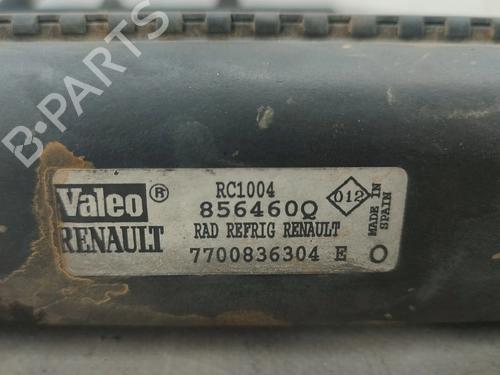 B-PARTS
Valeo ®
RENAULT
RC1004
856460Q
RAD REFRIG RENAULT
7700836304 E
012
MADE IN
SPAIN